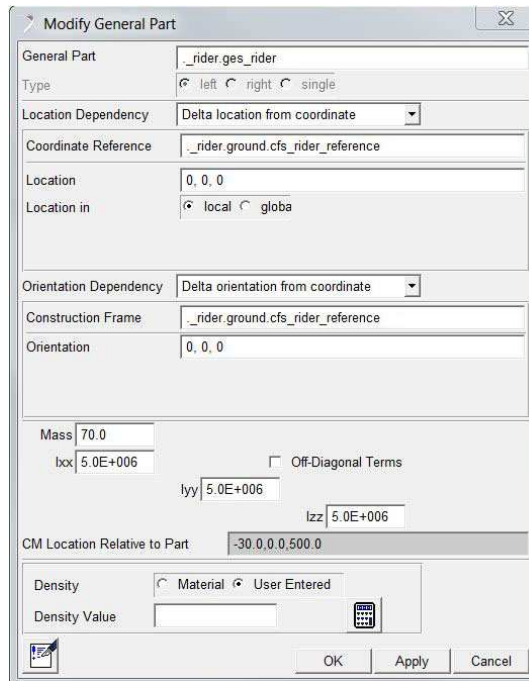 Modify General Part
General Part ._rider.ges_rider
Type left right single
Location Dependency Delta location from coordinate
Coordinate Reference ._rider.ground.cfs_rider_reference
Location 0, 0, 0
Location in local globa
Orientation Dependency Delta orientation from coordinate
Construction Frame ._rider.ground.cfs_rider_reference
Orientation 0, 0, 0
Mass 70.0
Ixx 5.0E+006 Off-Diagonal Terms
Iyy 5.0E+006
Izz 5.0E+006
CM Location Relative to Part -30.0,0.0,500.0
Density Material User Entered
Density Value
OK Apply Cancel